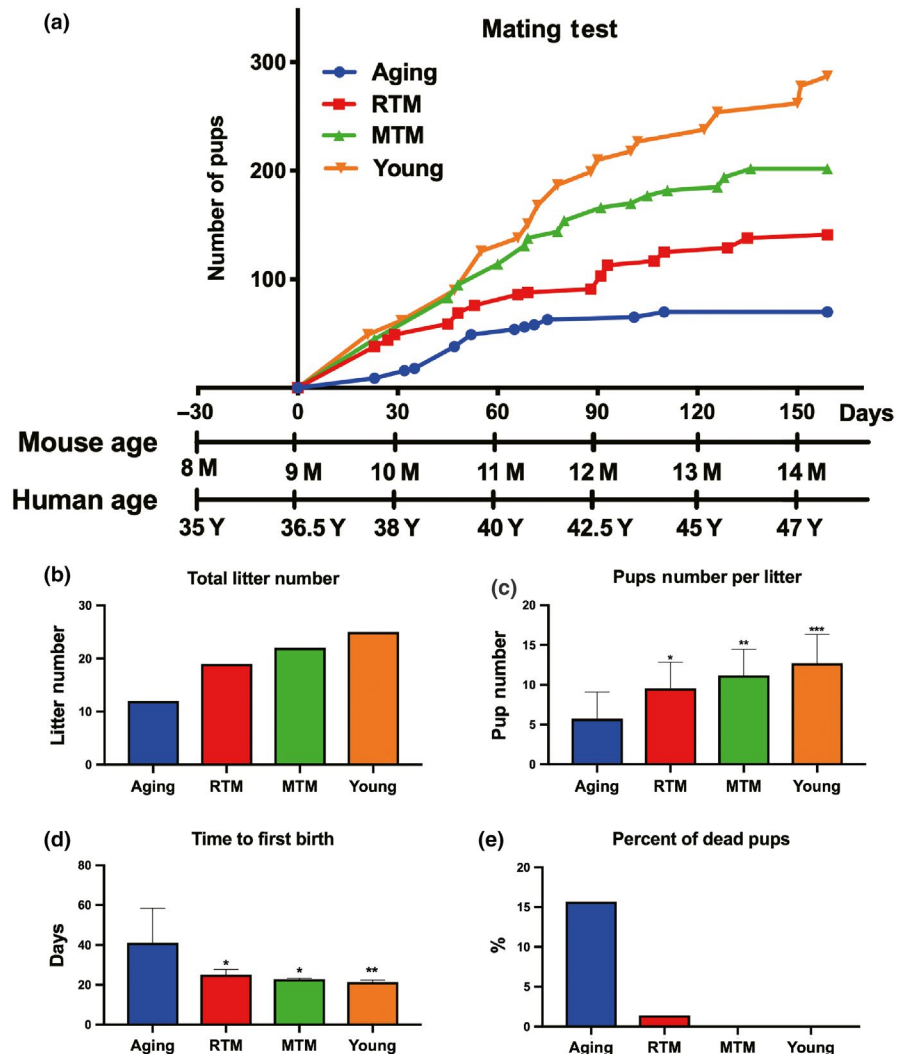 (a)
Mating test
Number of pups
300
200
100
Aging
RTM
MTM
Young
–30 0 30 60 90 120 150 Days
Mouse age
8 M 9 M 10 M 11 M 12 M 13 M 14 M
Human age
35 Y 36.5 Y 38 Y 40 Y 42.5 Y 45 Y 47 Y
(b)
Total litter number
Litter number
30
20
10
0
Aging RTM MTM Young
(c)
Pups number per litter
Pup number
20
15
10
5
0
* ** ***
Aging RTM MTM Young
(d)
Time to first birth
Days
80
60
40
20
0
* * **
Aging RTM MTM Young
(e)
Percent of dead pups
%
20
15
10
5
0
Aging RTM MTM Young